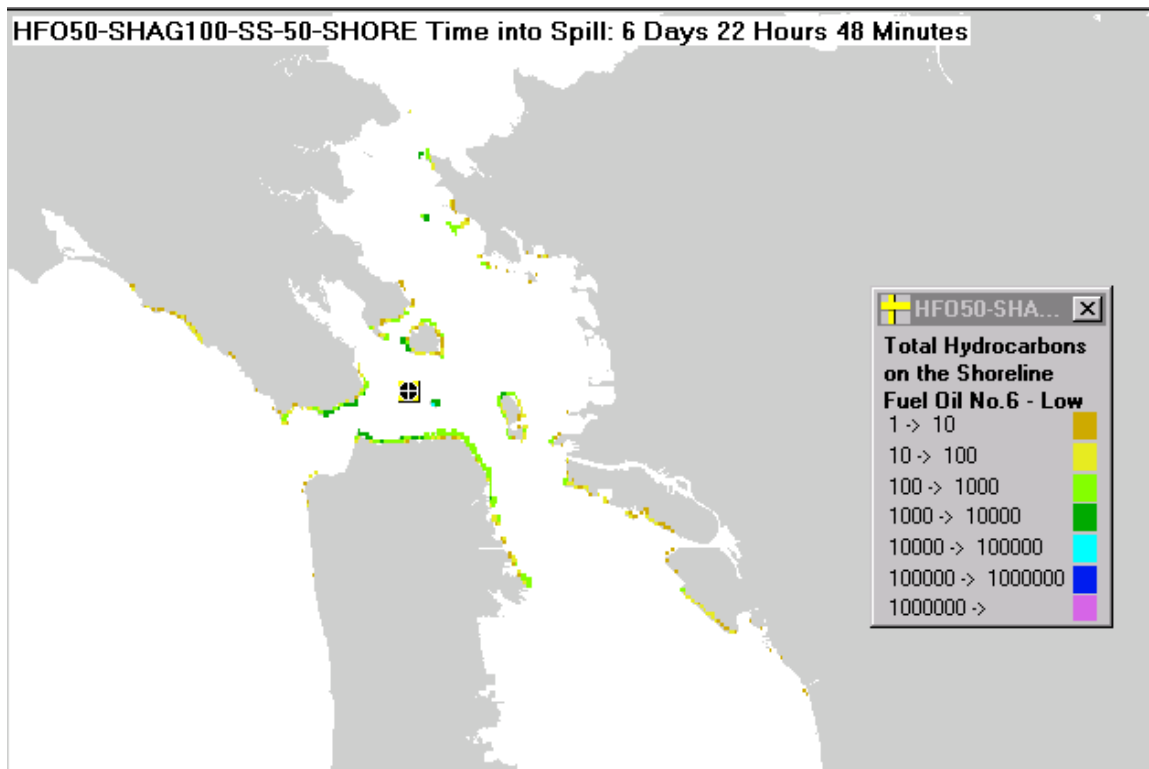 HFO50-SHAG100-SS-50-SHORE Time into Spill: 6 Days 22 Hours 48 Minutes
HFO50-SHA...
Total Hydrocarbons
on the Shoreline
Fuel Oil No.6 - Low
1 -> 10
10 -> 100
100 -> 1000
1000 -> 10000
10000 -> 100000
100000 -> 1000000
1000000 ->